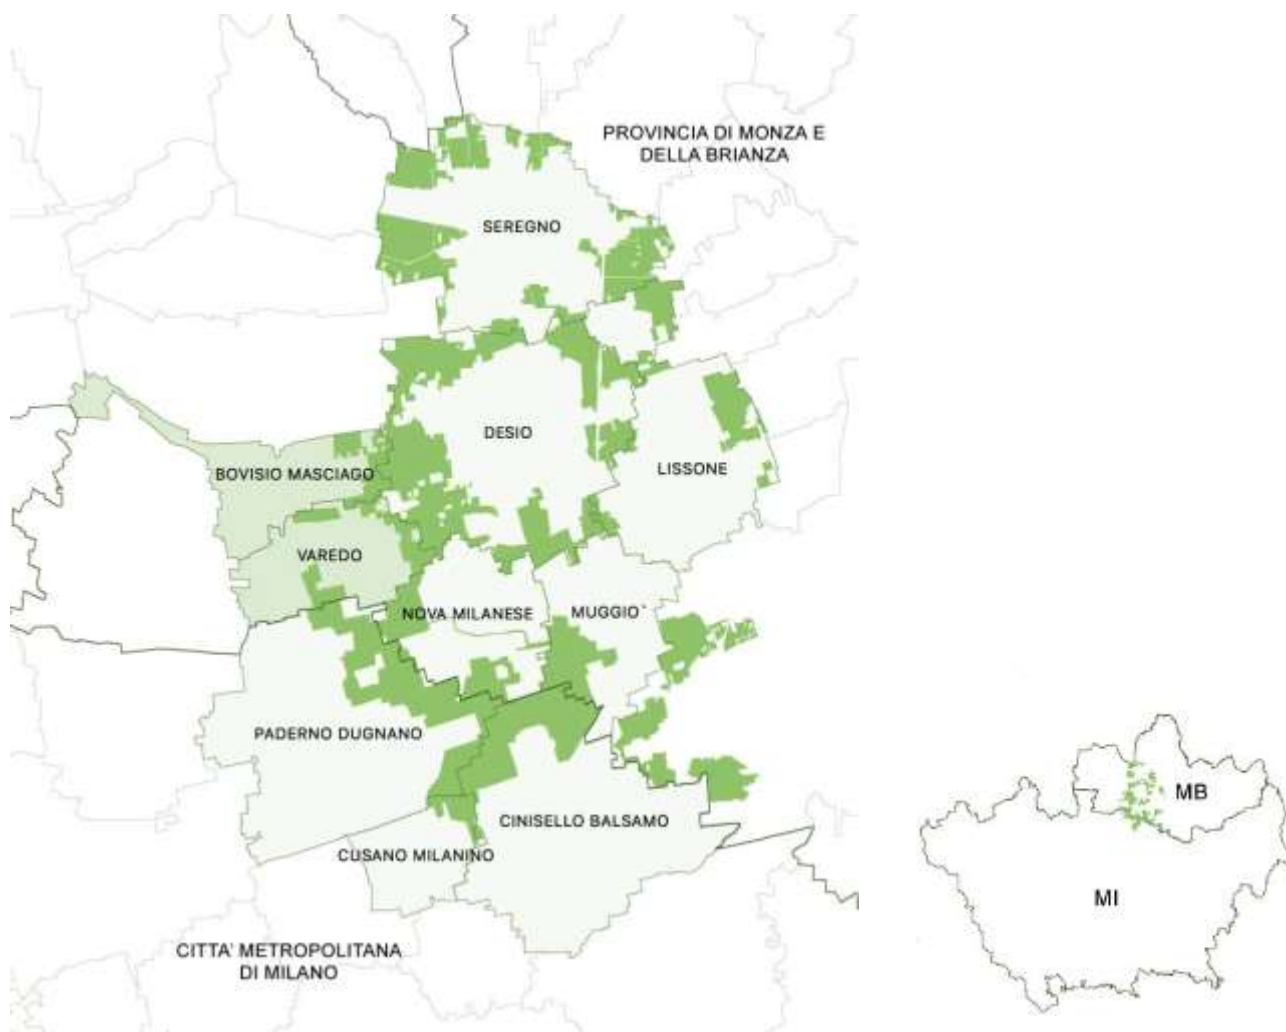 PROVINCIA DI MONZA E
DELLA BRIANZA
SEREGNO
DESIO
LISSONE
BOVISIO MASCIAGO
VAREDO
NOVA MILANESE
MUGGIO`
PADERNO DUGNANO
CINISELLO BALSAMO
CUSANO MILANINO
CITTA' METROPOLITANA
DI MILANO
MB
MI